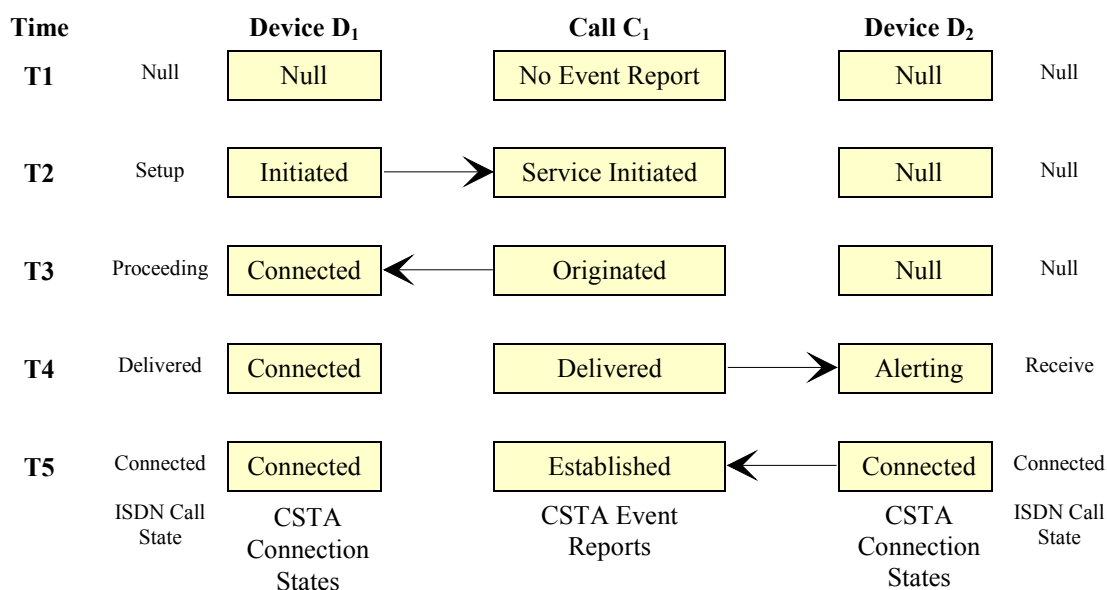 Time Device D1 Call C1 Device D2
T1 Null Null No Event Report Null Null
T2 Setup Initiated Service Initiated Null Null
T3 Proceeding Connected Originated Null Null
T4 Delivered Connected Delivered Alerting Receive
T5 Connected Connected Established Connected Connected
ISDN Call State
CSTA Connection States
CSTA Event Reports
CSTA Connection States
ISDN Call State